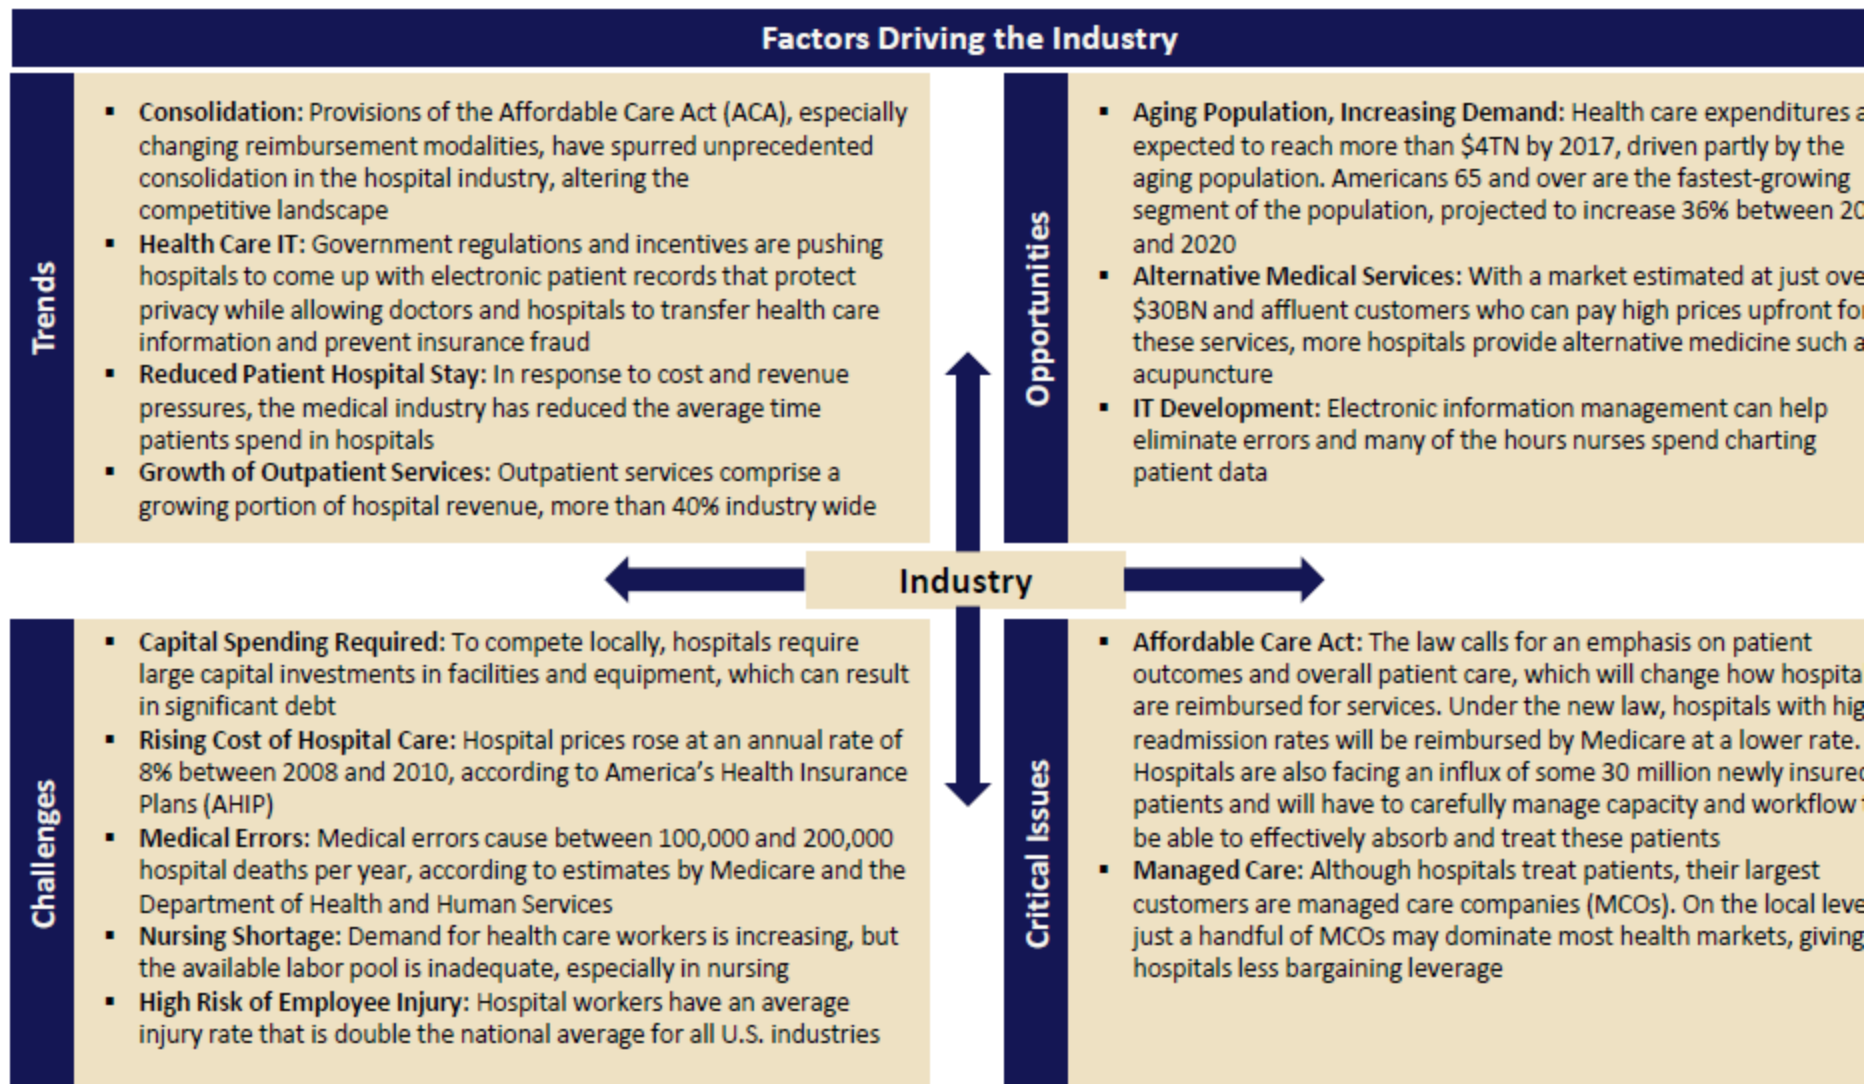 Factors Driving the Industry
Trends
▪ Consolidation: Provisions of the Affordable Care Act (ACA), especially
changing reimbursement modalities, have spurred unprecedented
consolidation in the hospital industry, altering the
competitive landscape
▪ Health Care IT: Government regulations and incentives are pushing
hospitals to come up with electronic patient records that protect
privacy while allowing doctors and hospitals to transfer health care
information and prevent insurance fraud
▪ Reduced Patient Hospital Stay: In response to cost and revenue
pressures, the medical industry has reduced the average time
patients spend in hospitals
▪ Growth of Outpatient Services: Outpatient services comprise a
growing portion of hospital revenue, more than 40% industry wide
Opportunities
▪ Aging Population, Increasing Demand: Health care expenditures
expected to reach more than $4TN by 2017, driven partly by the
aging population. Americans 65 and over are the fastest-growing
segment of the population, projected to increase 36% between 20
and 2020
▪ Alternative Medical Services: With a market estimated at just ove
$30BN and affluent customers who can pay high prices upfront for
these services, more hospitals provide alternative medicine such a
acupuncture
▪ IT Development: Electronic information management can help
eliminate errors and many of the hours nurses spend charting
patient data
Industry
Challenges
▪ Capital Spending Required: To compete locally, hospitals require
large capital investments in facilities and equipment, which can result
in significant debt
▪ Rising Cost of Hospital Care: Hospital prices rose at an annual rate of
8% between 2008 and 2010, according to America's Health Insurance
Plans (AHIP)
▪ Medical Errors: Medical errors cause between 100,000 and 200,000
hospital deaths per year, according to estimates by Medicare and the
Department of Health and Human Services
▪ Nursing Shortage: Demand for health care workers is increasing, but
the available labor pool is inadequate, especially in nursing
▪ High Risk of Employee Injury: Hospital workers have an average
injury rate that is double the national average for all U.S. industries
Critical Issues
▪ Affordable Care Act: The law calls for an emphasis on patient
outcomes and overall patient care, which will change how hospita
are reimbursed for services. Under the new law, hospitals with hig
readmission rates will be reimbursed by Medicare at a lower rate.
Hospitals are also facing an influx of some 30 million newly insured
patients and will have to carefully manage capacity and workflow
be able to effectively absorb and treat these patients
▪ Managed Care: Although hospitals treat patients, their largest
customers are managed care companies (MCOs). On the local leve
just a handful of MCOs may dominate most health markets, giving
hospitals less bargaining leverage